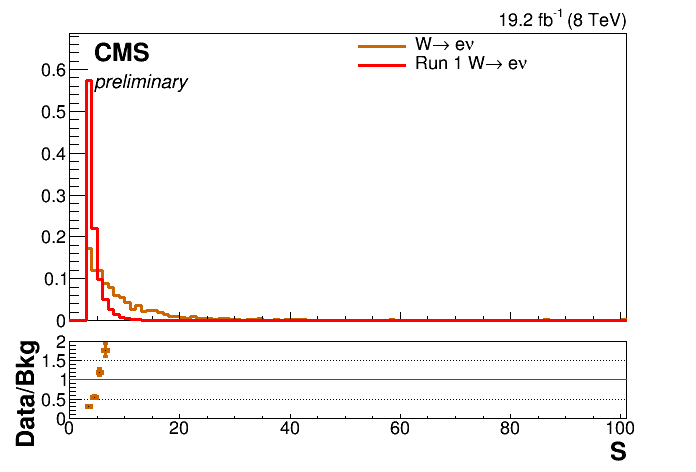 19.2 fb⁻¹ (8 TeV)
CMS
preliminary
W→ eν
Run 1 W→ eν
0.6
0.5
0.4
0.3
0.2
0.1
0
Data/Bkg
2
1.5
1
0.5
0
0 20 40 60 80 100
S